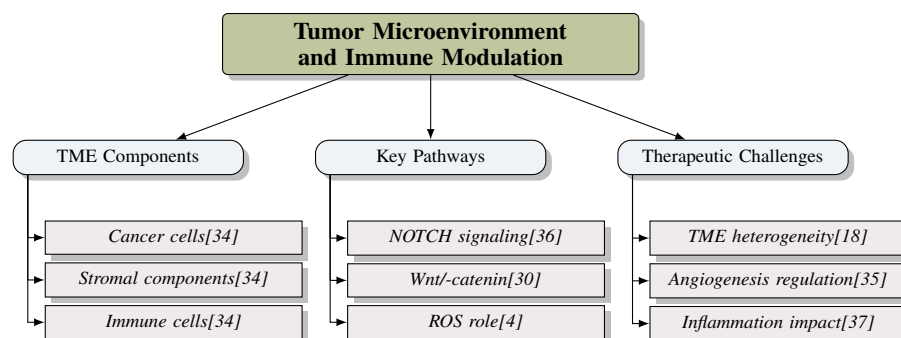 Tumor Microenvironment
and Immune Modulation
TME Components
Key Pathways
Therapeutic Challenges
Cancer cells[34]
NOTCH signaling[36]
TME heterogeneity[18]
Stromal components[34]
Wnt/-catenin[30]
Angiogenesis regulation[35]
Immune cells[34]
ROS role[4]
Inflammation impact[37]